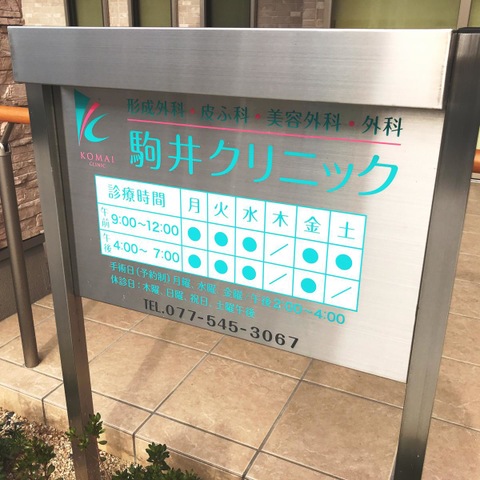 形成外科・皮ふ科・美容外科・外科
KOMAI
CLINIC
駒井クリニック
診療時間 月 火 水 木 金 土
午前 9:00〜12:00 ● ● ● ／ ● ●
午後 4:00〜 7:00 ● ● ● ／ ● ／
手術日(予約制)月曜、水曜、金曜 午後2:00〜4:00
休診日：木曜、日曜、祝日、土曜午後
TEL.077-545-3067